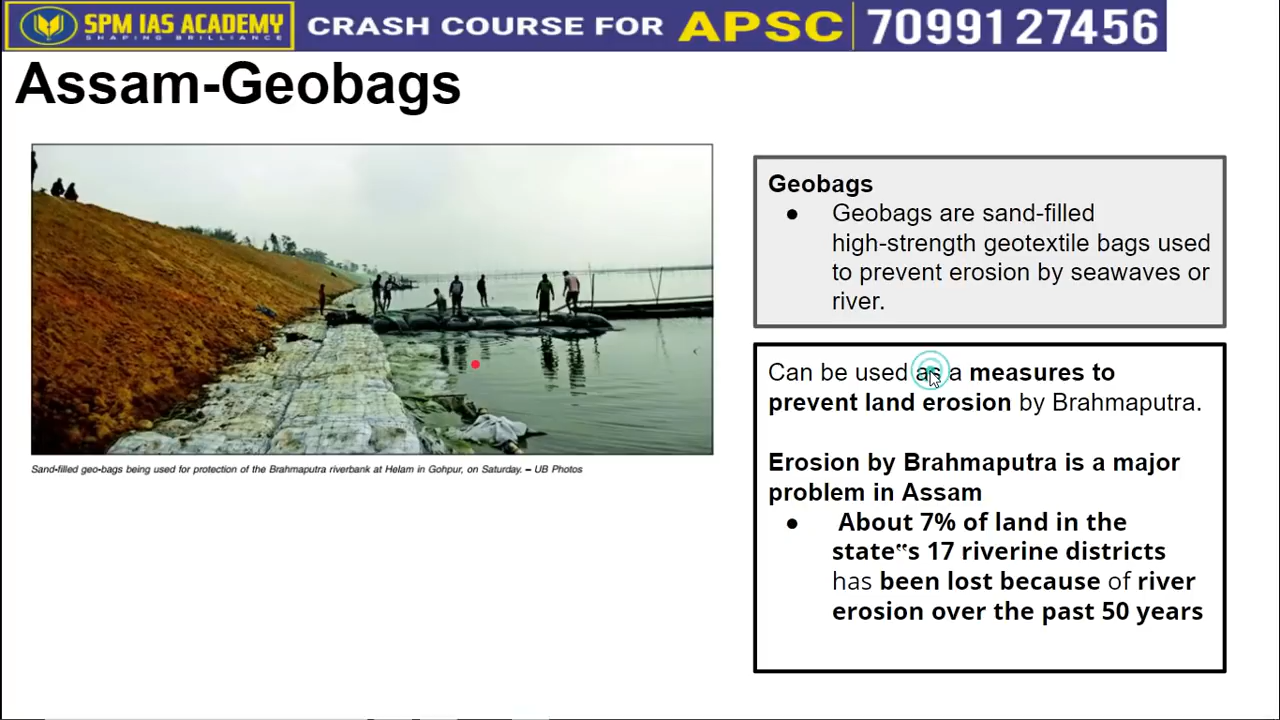 SPM IAS ACADEMY
SHAPING BRILLIANCE
CRASH COURSE FOR APSC 70991 27456
Assam-Geobags
Sand-filled geo-bags being used for protection of the Brahmaputra riverbank at Helam in Gohpur, on Saturday. – UB Photos
Geobags
● Geobags are sand-filled
high-strength geotextile bags used
to prevent erosion by seawaves or
river.
Can be used as a measures to
prevent land erosion by Brahmaputra.
Erosion by Brahmaputra is a major
problem in Assam
● About 7% of land in the
state‟s 17 riverine districts
has been lost because of river
erosion over the past 50 years